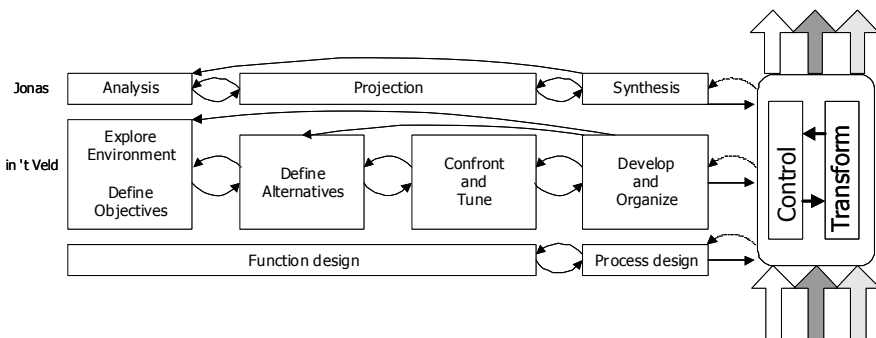 Jonas
Analysis
Projection
Synthesis
in 't Veld
Explore
Environment
Define
Objectives
Define
Alternatives
Confront
and
Tune
Develop
and
Organize
Function design
Process design
Control
Transform